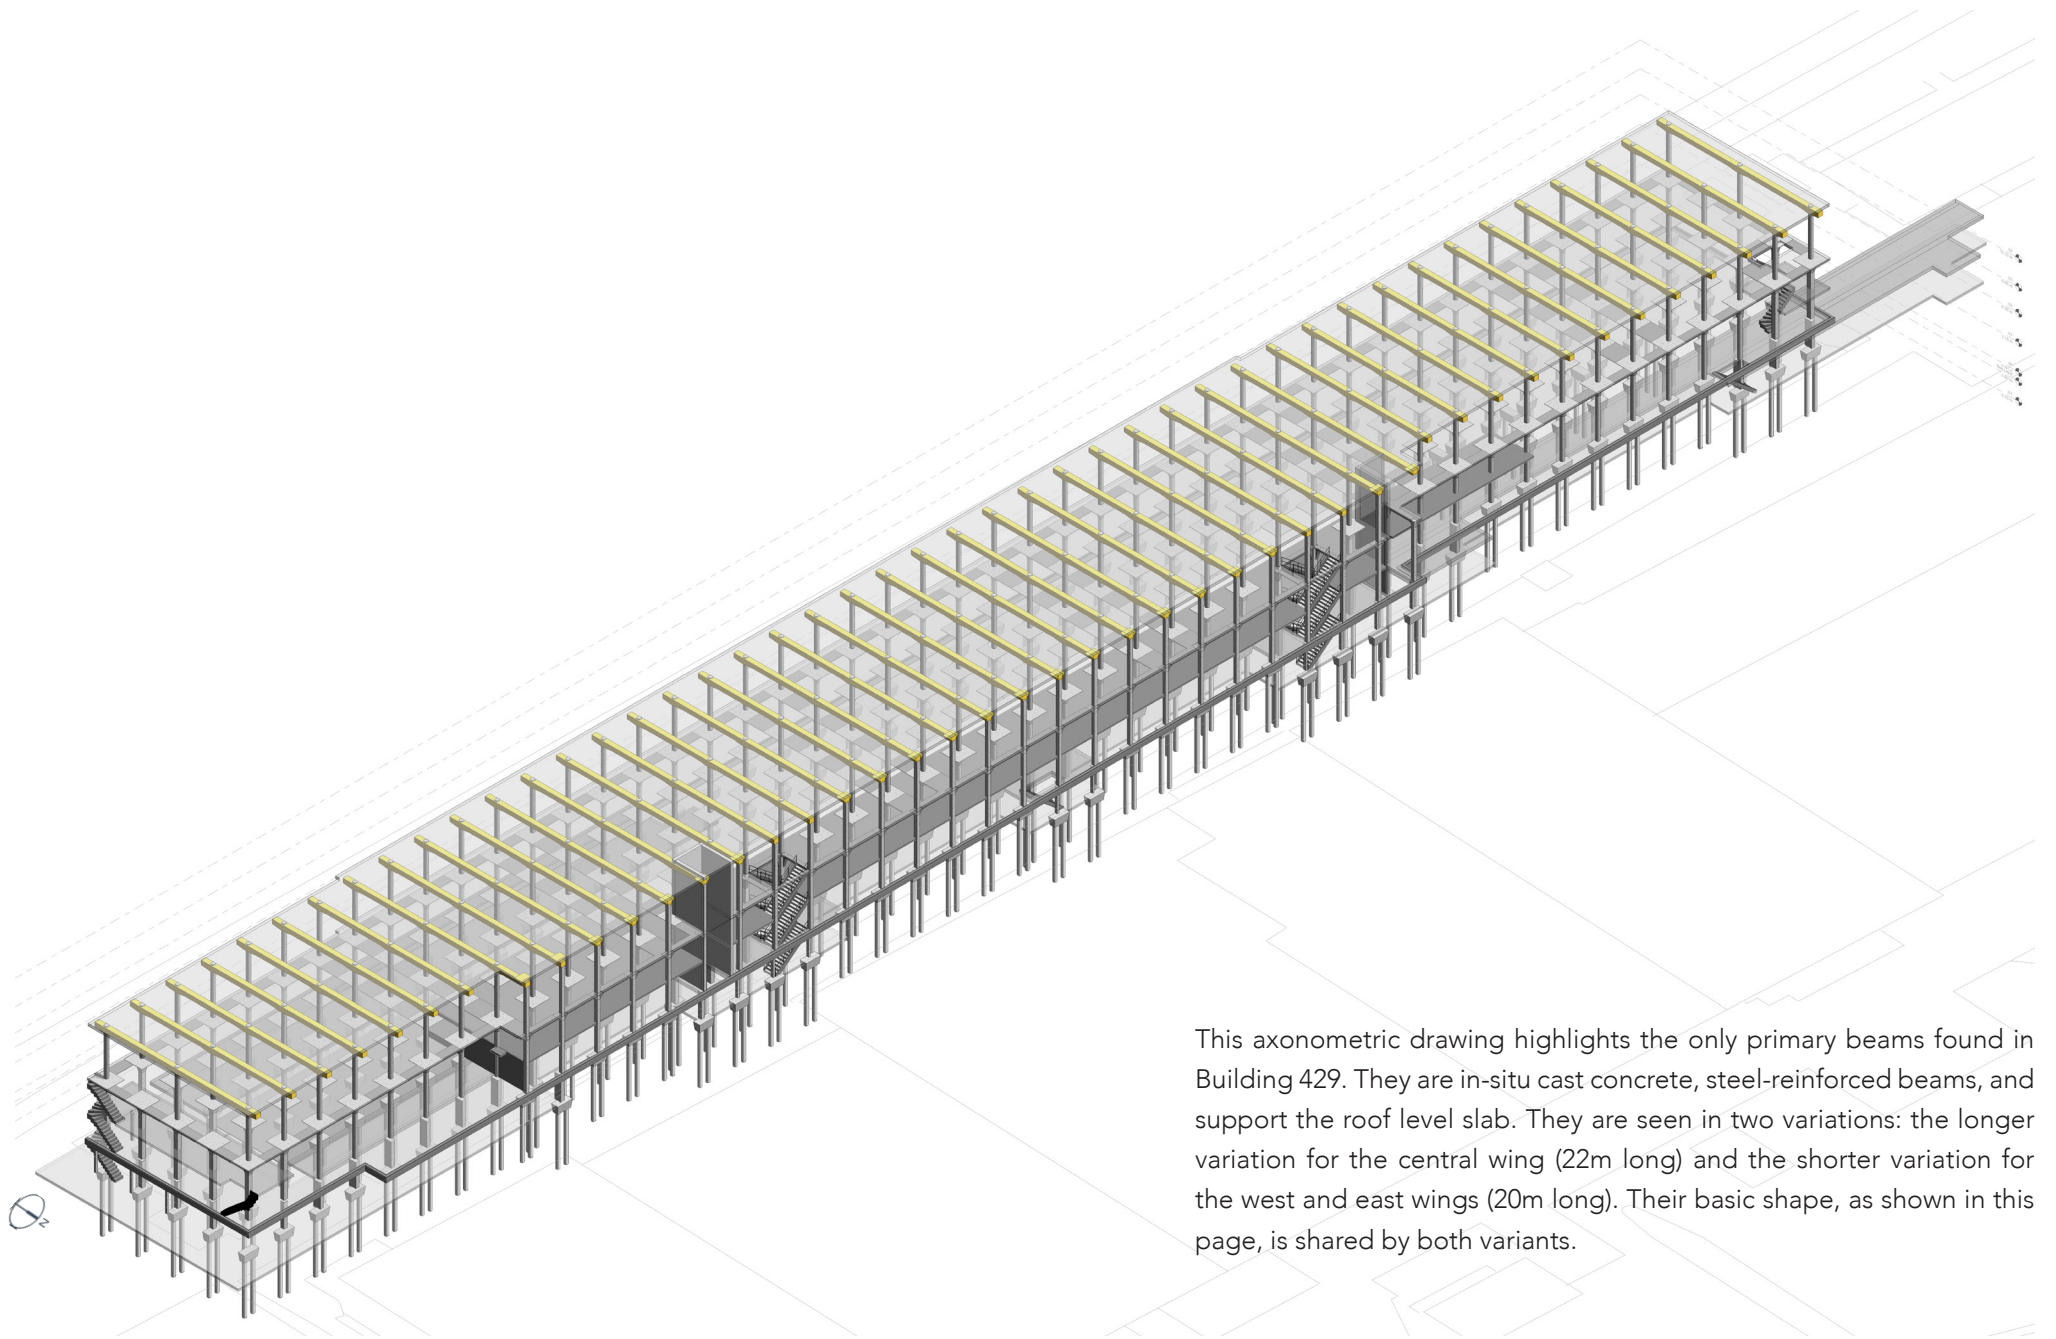 This axonometric drawing highlights the only primary beams found in
Building 429. They are in-situ cast concrete, steel-reinforced beams, and
support the roof level slab. They are seen in two variations: the longer
variation for the central wing (22m long) and the shorter variation for
the west and east wings (20m long). Their basic shape, as shown in this
page, is shared by both variants.
N